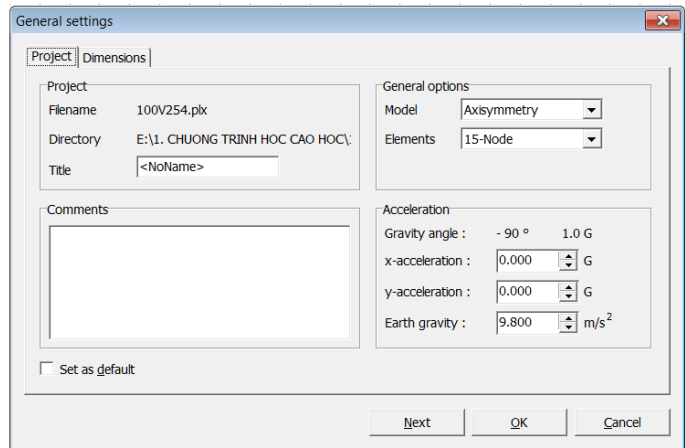 General settings
Project Dimensions
Project
Filename 100V254.plx
Directory E:\1. CHUONG TRINH HOC CAO HOC\:
Title <NoName>
General options
Model Axisymmetry
Elements 15-Node
Comments
Acceleration
Gravity angle : - 90 ° 1.0 G
x-acceleration : 0.000 G
y-acceleration : 0.000 G
Earth gravity : 9.800 m/s²
Set as default
Next OK Cancel